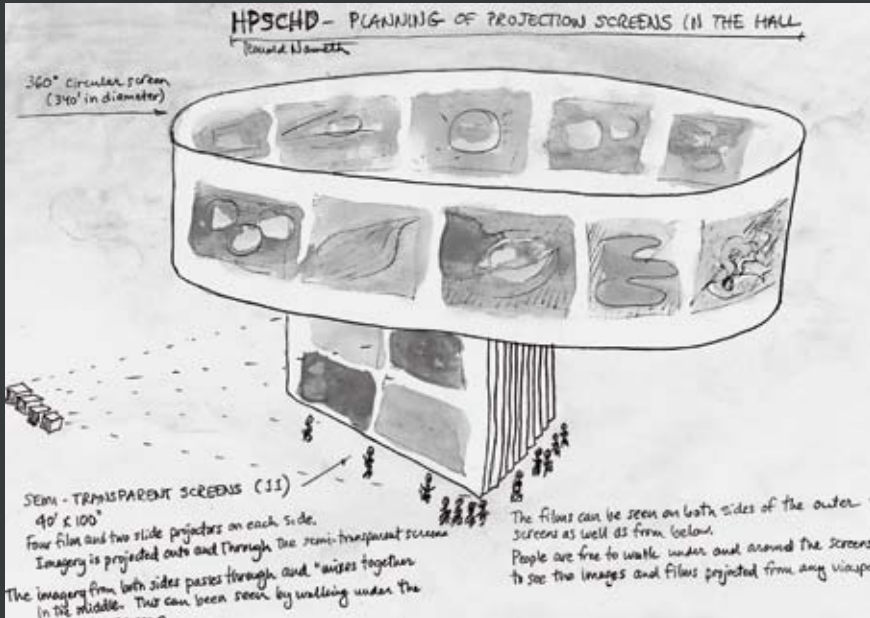 HPSCHD - PLANNING OF PROJECTION SCREENS IN THE HALL
Ronald Nameth
360° circular screen
(340' in diameter)
SEMI-TRANSPARENT SCREENS (11)
40' x 100"
Four film and two slide projectors on each side.
Imagery is projected onto and through the semi-transparent screens
The imagery from both sides passes through and "mixes together
in the middle. This can been seen by walking under the
The films can be seen on both sides of the outer
screens as well as from below.
People are free to walk under and around the screens
to see the images and films projected from any